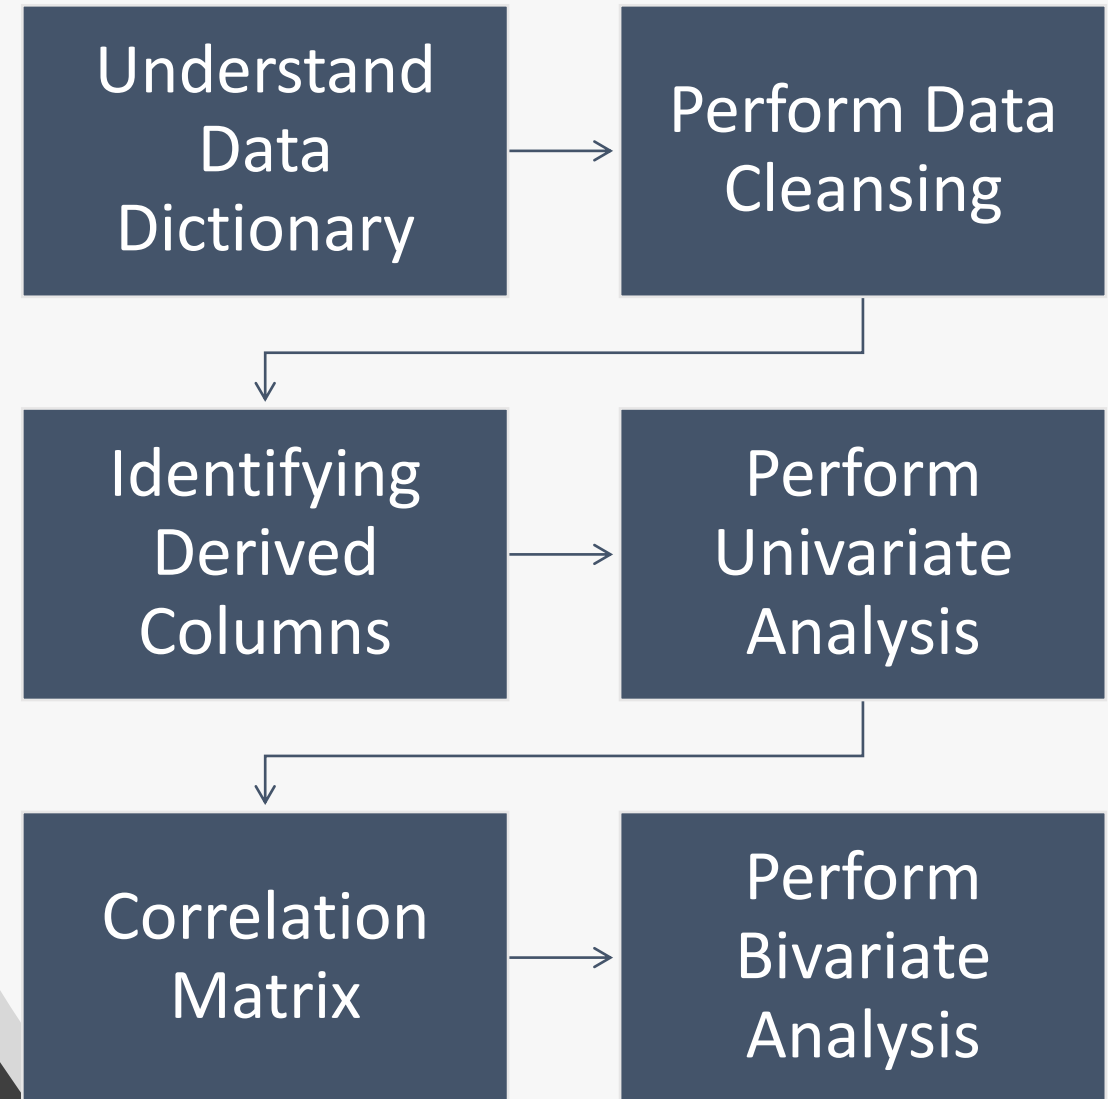 Understand
Data
Dictionary
Perform Data
Cleansing
Identifying
Derived
Columns
Perform
Univariate
Analysis
Correlation
Matrix
Perform
Bivariate
Analysis